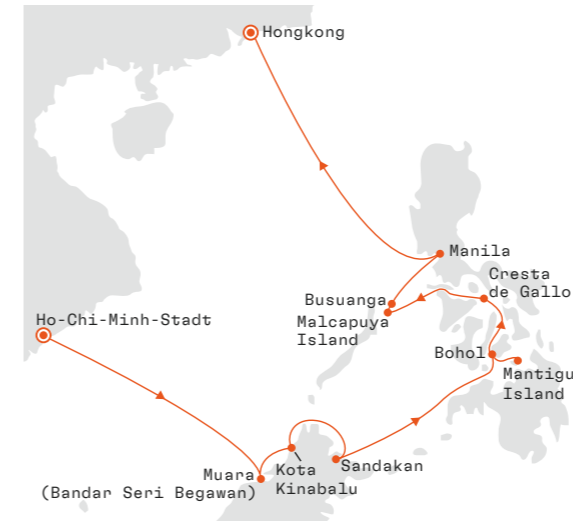 Hongkong
Manila
Cresta
de Gallo
Busuanga
Malcapuya
Island
Ho-Chi-Minh-Stadt
Bohol
Mantigu
Island
Sandakan
Muara
(Bandar Seri Begawan)
Kota
Kinabalu